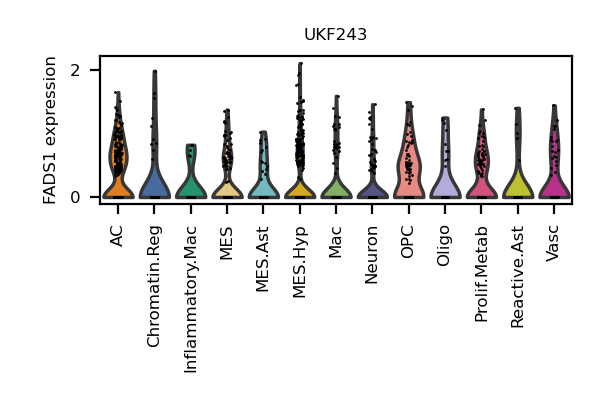 UKF243
FADS1 expression
2
0
AC
Chromatin.Reg
Inflammatory.Mac
MES
MES.Ast
MES.Hyp
Mac
Neuron
OPC
Oligo
Prolif.Metab
Reactive.Ast
Vasc